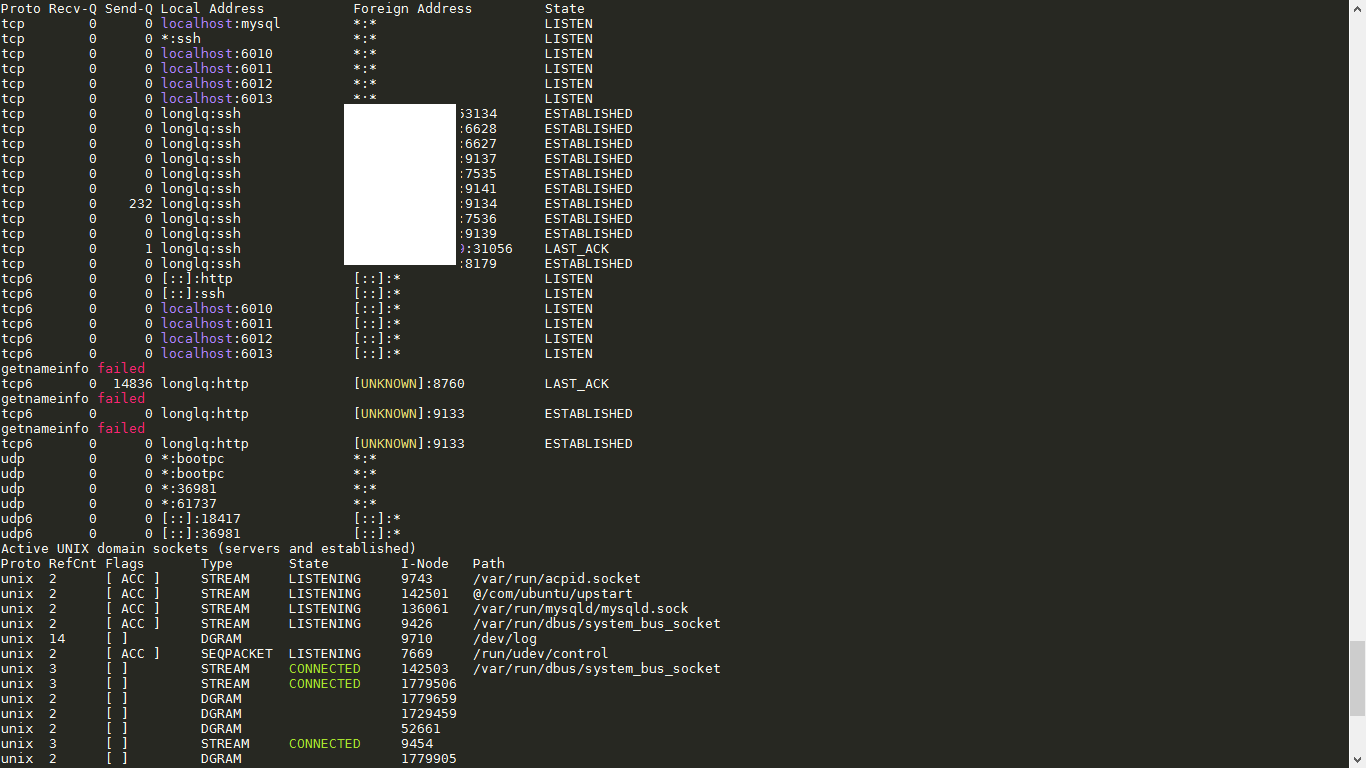 Proto Recv-Q Send-Q Local Address           Foreign Address         State
tcp        0      0 localhost:mysql         *:*                     LISTEN
tcp        0      0 *:ssh                   *:*                     LISTEN
tcp        0      0 localhost:6010          *:*                     LISTEN
tcp        0      0 localhost:6011          *:*                     LISTEN
tcp        0      0 localhost:6012          *:*                     LISTEN
tcp        0      0 localhost:6013          *:*                     LISTEN
tcp        0      0 longlq:ssh              3134                    ESTABLISHED
tcp        0      0 longlq:ssh              :6628                   ESTABLISHED
tcp        0      0 longlq:ssh              :6627                   ESTABLISHED
tcp        0      0 longlq:ssh              :9137                   ESTABLISHED
tcp        0      0 longlq:ssh              :7535                   ESTABLISHED
tcp        0      0 longlq:ssh              :9141                   ESTABLISHED
tcp        0    232 longlq:ssh              :9134                   ESTABLISHED
tcp        0      0 longlq:ssh              :7536                   ESTABLISHED
tcp        0      0 longlq:ssh              :9139                   ESTABLISHED
tcp        0      1 longlq:ssh              :31056                  LAST_ACK
tcp        0      0 longlq:ssh              :8179                   ESTABLISHED
tcp6       0      0 [::]:http               [::]:*                  LISTEN
tcp6       0      0 [::]:ssh                [::]:*                  LISTEN
tcp6       0      0 localhost:6010          [::]:*                  LISTEN
tcp6       0      0 localhost:6011          [::]:*                  LISTEN
tcp6       0      0 localhost:6012          [::]:*                  LISTEN
tcp6       0      0 localhost:6013          [::]:*                  LISTEN
getnameinfo failed
tcp6       0  14836 longlq:http             [UNKNOWN]:8760          LAST_ACK
getnameinfo failed
tcp6       0      0 longlq:http             [UNKNOWN]:9133          ESTABLISHED
getnameinfo failed
tcp6       0      0 longlq:http             [UNKNOWN]:9133          ESTABLISHED
udp        0      0 *:bootpc                *:*
udp        0      0 *:bootpc                *:*
udp        0      0 *:36981                 *:*
udp        0      0 *:61737                 *:*
udp6       0      0 [::]:18417              [::]:*
udp6       0      0 [::]:36981              [::]:*
Active UNIX domain sockets (servers and established)
Proto RefCnt Flags       Type       State         I-Node   Path
unix  2      [ ACC ]     STREAM     LISTENING     9743     /var/run/acpid.socket
unix  2      [ ACC ]     STREAM     LISTENING     142501   @/com/ubuntu/upstart
unix  2      [ ACC ]     STREAM     LISTENING     136061   /var/run/mysqld/mysqld.sock
unix  2      [ ACC ]     STREAM     LISTENING     9426     /var/run/dbus/system_bus_socket
unix  14     [ ]         DGRAM                    9710     /dev/log
unix  2      [ ACC ]     SEQPACKET  LISTENING     7669     /run/udev/control
unix  3      [ ]         STREAM     CONNECTED     142503   /var/run/dbus/system_bus_socket
unix  3      [ ]         STREAM     CONNECTED     1779506
unix  2      [ ]         DGRAM                    1779659
unix  2      [ ]         DGRAM                    1729459
unix  2      [ ]         DGRAM                    52661
unix  3      [ ]         STREAM     CONNECTED     9454
unix  2      [ ]         DGRAM                    1779905